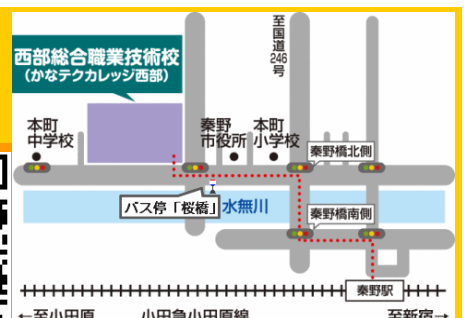 西部総合職業技術校
(かなテクカレッジ西部)
至国道246号
本町
中学校
秦野
市役所
本町
小学校
秦野橋北側
バス停「桜橋」
水無川
秦野橋南側
秦野駅
←至小田原
小田急小田原線
至新宿→